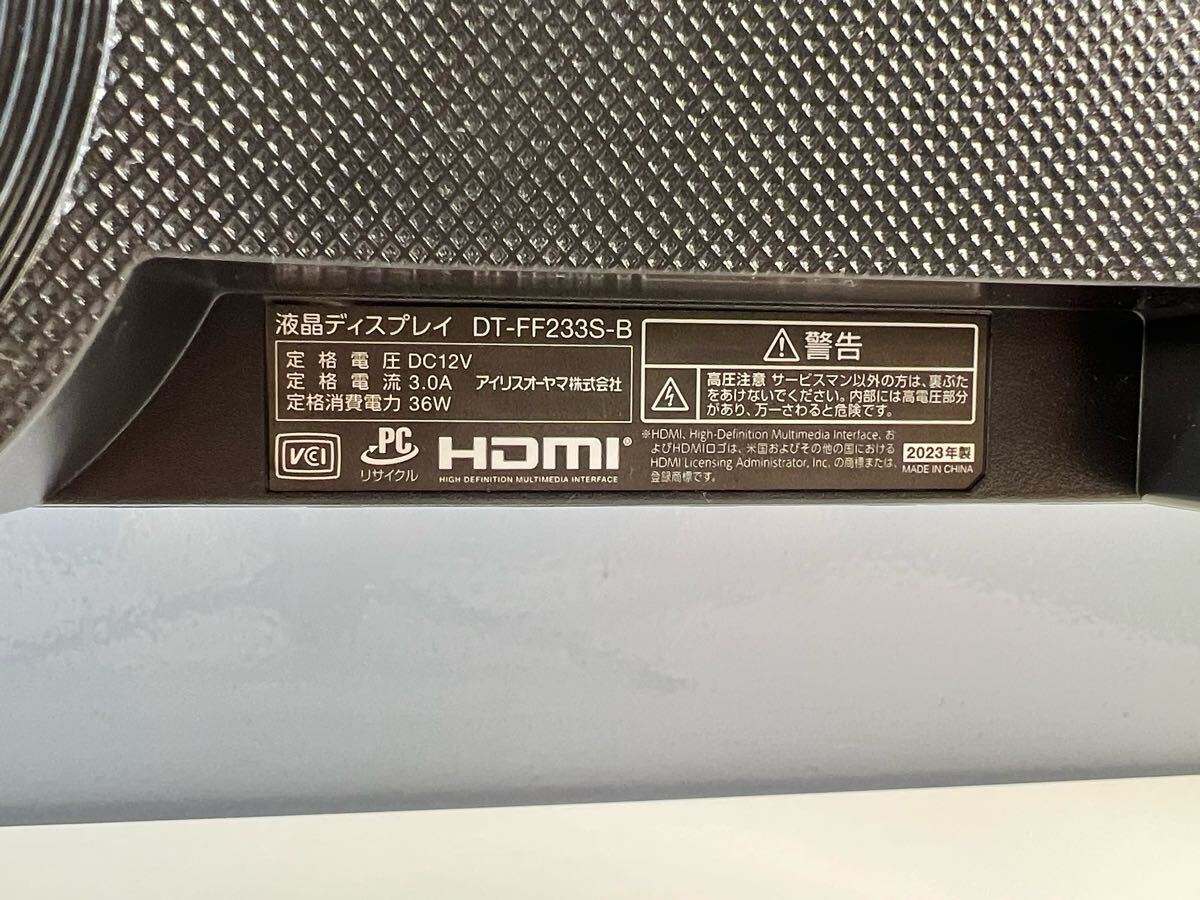 液晶ディスプレイ DT-FF233S-B
定格電圧 DC12V
定格電流 3.0A アイリスオーヤマ株式会社
定格消費電力 36W
警告
高圧注意 サービスマン以外の方は、裏ぶた
をあけないでください。内部には高電圧部分
があり、万一さわると危険です。
VCI
PC
リサイクル
HDMI®
HIGH DEFINITION MULTIMEDIA INTERFACE
※HDMI、High-Definition Multimedia Interface、お
よびHDMIロゴは、米国およびその他の国における
HDMI Licensing Administrator, Inc. の商標または、
登録商標です。
2023年製
MADE IN CHINA